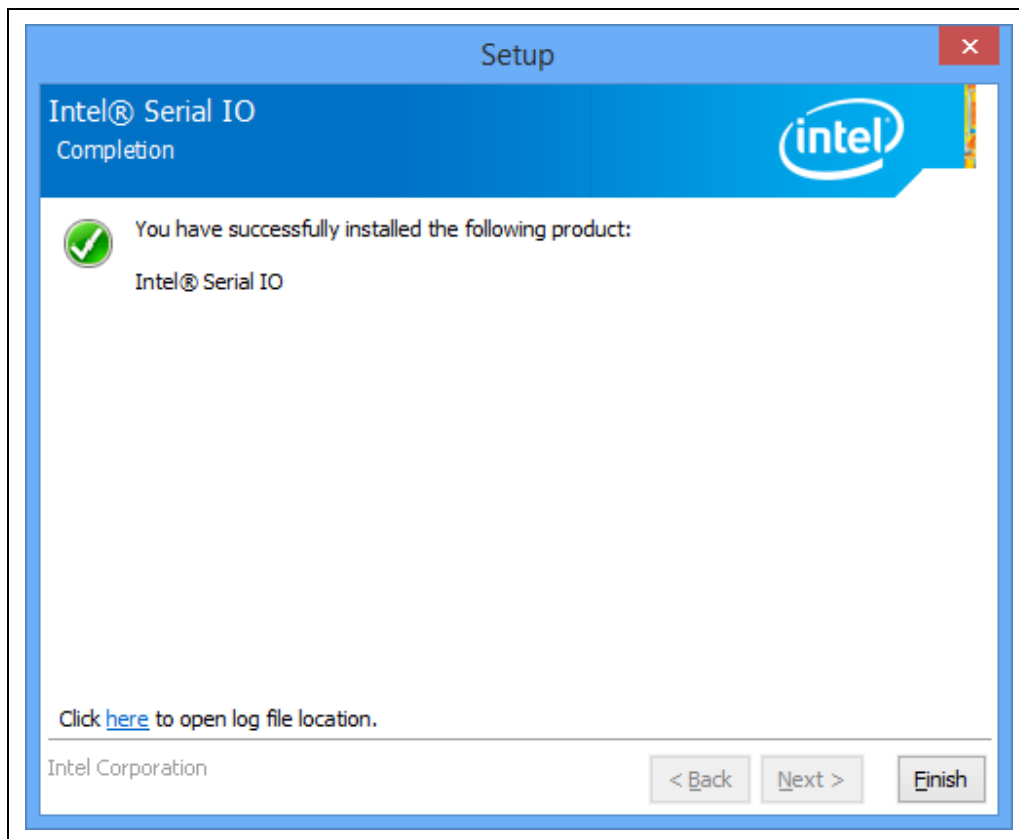 Setup
Intel® Serial IO
Completion
intel
You have successfully installed the following product:
Intel® Serial IO
Click here to open log file location.
Intel Corporation
< Back Next > Finish